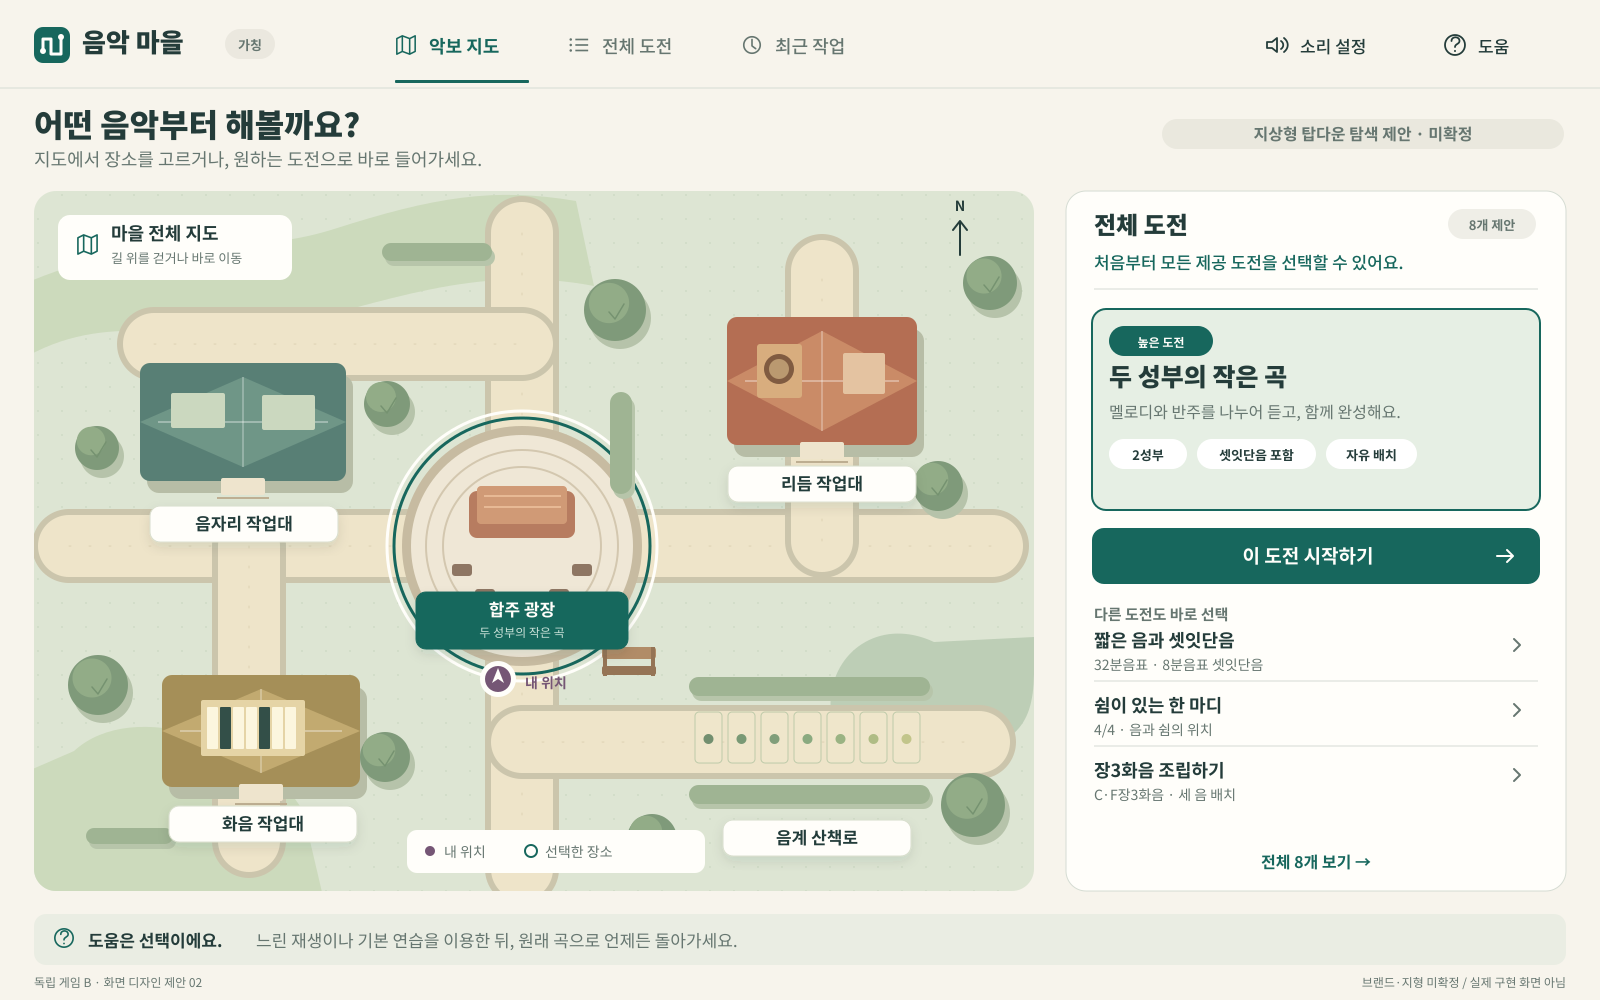 음악 마을
가칭
악보 지도
전체 도전
최근 작업
소리 설정
도움
어떤 음악부터 해볼까요?
지도에서 장소를 고르거나, 원하는 도전으로 바로 들어가세요.
지상형 탑다운 탐색 제안 · 미확정
마을 전체 지도
길 위를 걷거나 바로 이동
N
음자리 작업대
리듬 작업대
합주 광장
두 성부의 작은 곡
내 위치
화음 작업대
음계 산책로
내 위치
선택한 장소
전체 도전
8개 제안
처음부터 모든 제공 도전을 선택할 수 있어요.
높은 도전
두 성부의 작은 곡
멜로디와 반주를 나누어 듣고, 함께 완성해요.
2성부
셋잇단음 포함
자유 배치
이 도전 시작하기 →
다른 도전도 바로 선택
짧은 음과 셋잇단음
32분음표 · 8분음표 셋잇단음
쉼이 있는 한 마디
4/4 · 음과 쉼의 위치
장3화음 조립하기
C·F장3화음 · 세 음 배치
전체 8개 보기 →
도움은 선택이에요.
느린 재생이나 기본 연습을 이용한 뒤, 원래 곡으로 언제든 돌아가세요.
독립 게임 B · 화면 디자인 제안 02
브랜드·지형 미확정 / 실제 구현 화면 아님